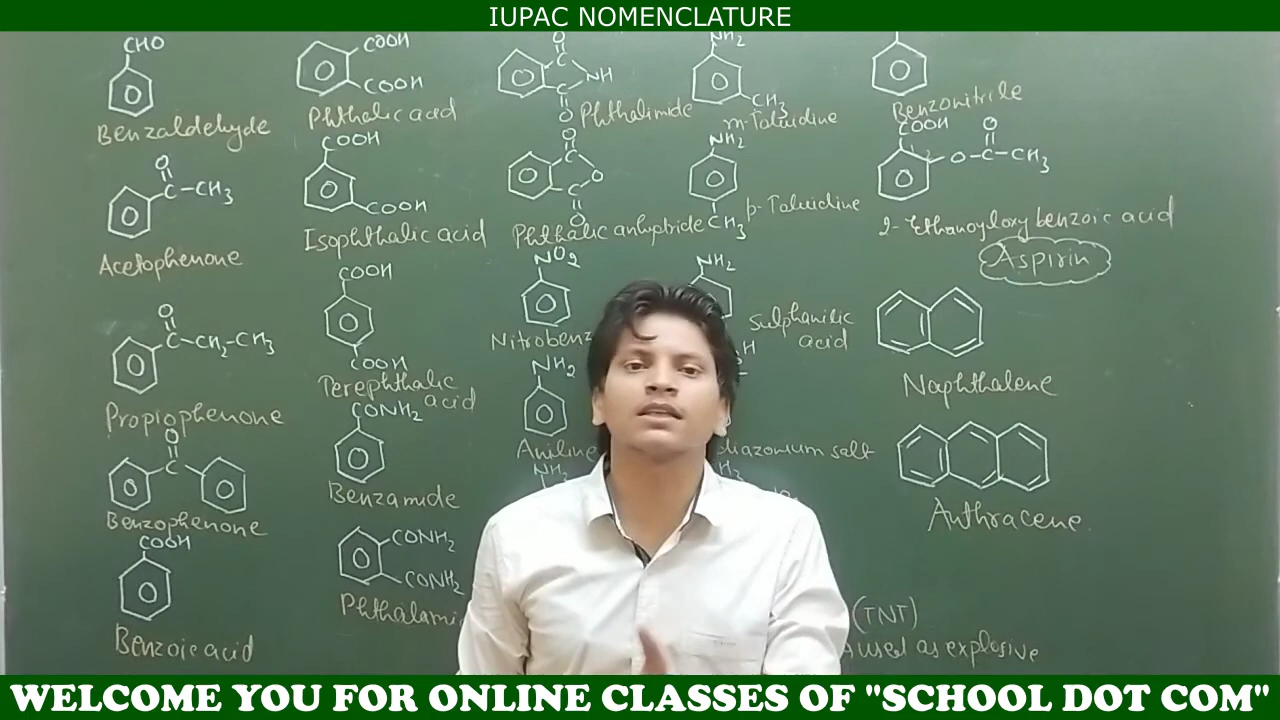 IUPAC NOMENCLATURE
CHO
Benzaldehyde
COOH
COOH
Phthalic acid
O
C
NH
C
O
Phthalimide
NH2
CH3
m-Toluidine
Benzonitrile
O
C-CH3
Acetophenone
COOH
COOH
Isophthalic acid
O
C
O
C
O
Phthalic anhydride
NH2
CH3
p-Toluidine
COOH
O
O-C-CH3
2-Ethanoyloxy benzoic acid
Aspirin
O
C-CH2-CH3
Propiophenone
COOH
COOH
Perephthalic
acid
NO2
Nitrobenz
NH2
Sulphanilic
acid
H
Naphthalene
O
C
Benzophenone
CONH2
Benzamide
NH2
Aniline
diazonium salt
Anthracene.
COOH
Benzoic acid
CONH2
CONH2
Phthalami
(TNT)
used as explosive
WELCOME YOU FOR ONLINE CLASSES OF "SCHOOL DOT COM"